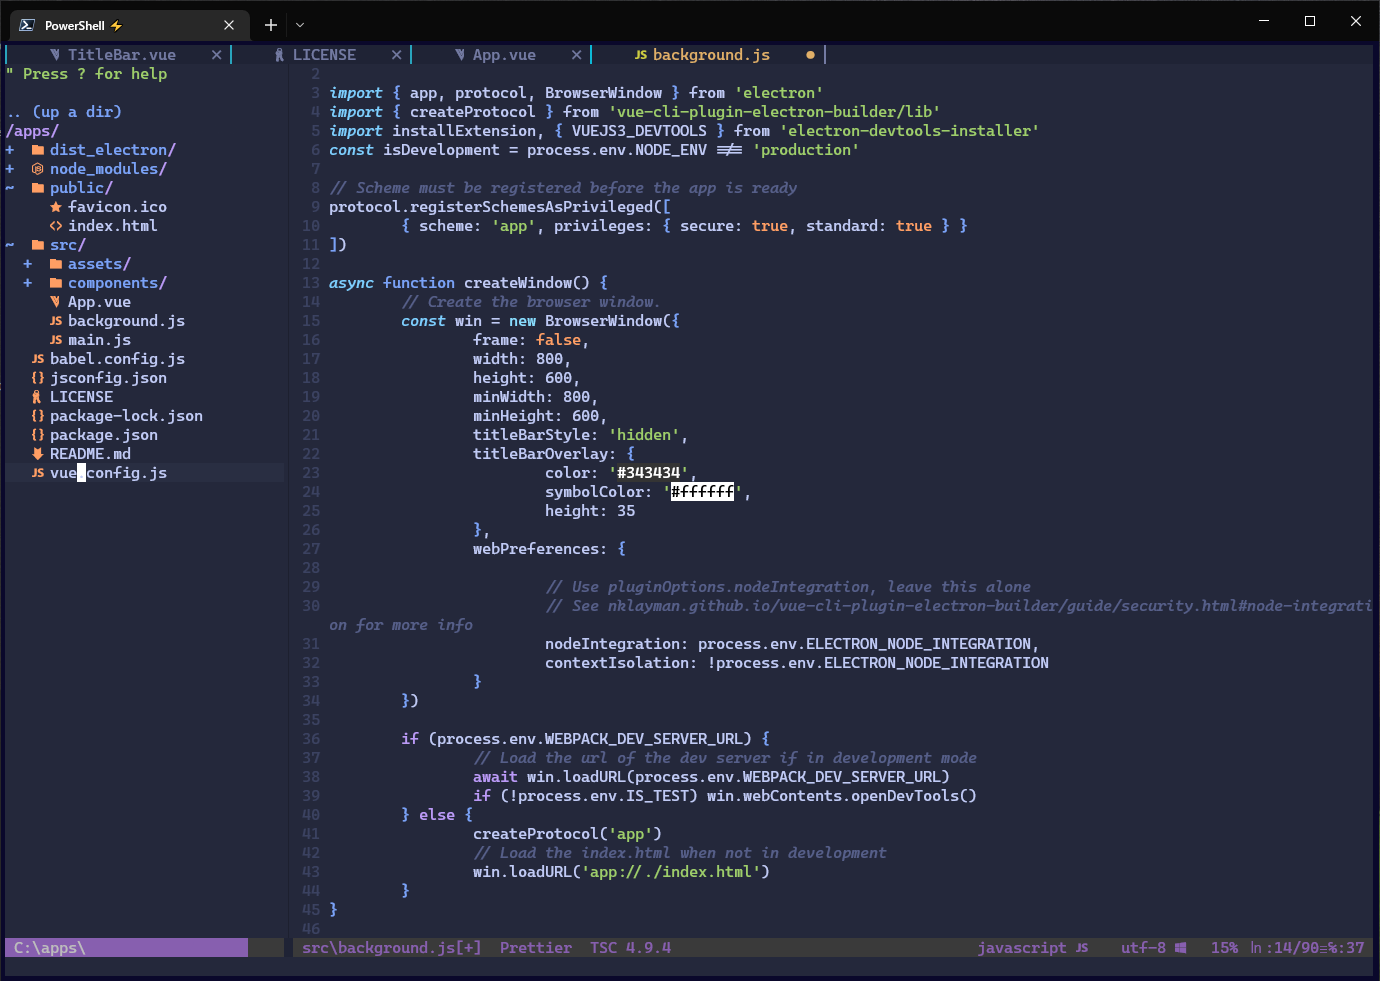 PowerShell ⚡
TitleBar.vue
LICENSE
App.vue
JS background.js
" Press ? for help
.. (up a dir)
/apps/
+ dist_electron/
+ node_modules/
~ public/
favicon.ico
<> index.html
~ src/
+ assets/
+ components/
App.vue
JS background.js
JS main.js
JS babel.config.js
{} jsconfig.json
LICENSE
{} package-lock.json
{} package.json
README.md
JS vue.config.js
C:\apps\
2
3 import { app, protocol, BrowserWindow } from 'electron'
4 import { createProtocol } from 'vue-cli-plugin-electron-builder/lib'
5 import installExtension, { VUEJS3_DEVTOOLS } from 'electron-devtools-installer'
6 const isDevelopment = process.env.NODE_ENV !== 'production'
7
8 // Scheme must be registered before the app is ready
9 protocol.registerSchemesAsPrivileged([
10 { scheme: 'app', privileges: { secure: true, standard: true } }
11 ])
12
13 async function createWindow() {
14 // Create the browser window.
15 const win = new BrowserWindow({
16 frame: false,
17 width: 800,
18 height: 600,
19 minWidth: 800,
20 minHeight: 600,
21 titleBarStyle: 'hidden',
22 titleBarOverlay: {
23 color: '#343434',
24 symbolColor: '#ffffff',
25 height: 35
26 },
27 webPreferences: {
28
29 // Use pluginOptions.nodeIntegration, leave this alone
30 // See nklayman.github.io/vue-cli-plugin-electron-builder/guide/security.html#node-integrati
on for more info
31 nodeIntegration: process.env.ELECTRON_NODE_INTEGRATION,
32 contextIsolation: !process.env.ELECTRON_NODE_INTEGRATION
33 }
34 })
35
36 if (process.env.WEBPACK_DEV_SERVER_URL) {
37 // Load the url of the dev server if in development mode
38 await win.loadURL(process.env.WEBPACK_DEV_SERVER_URL)
39 if (!process.env.IS_TEST) win.webContents.openDevTools()
40 } else {
41 createProtocol('app')
42 // Load the index.html when not in development
43 win.loadURL('app://./index.html')
44 }
45 }
46
src\background.js[+] Prettier TSC 4.9.4 javascript JS utf-8 15% ln:14/90≡%:37